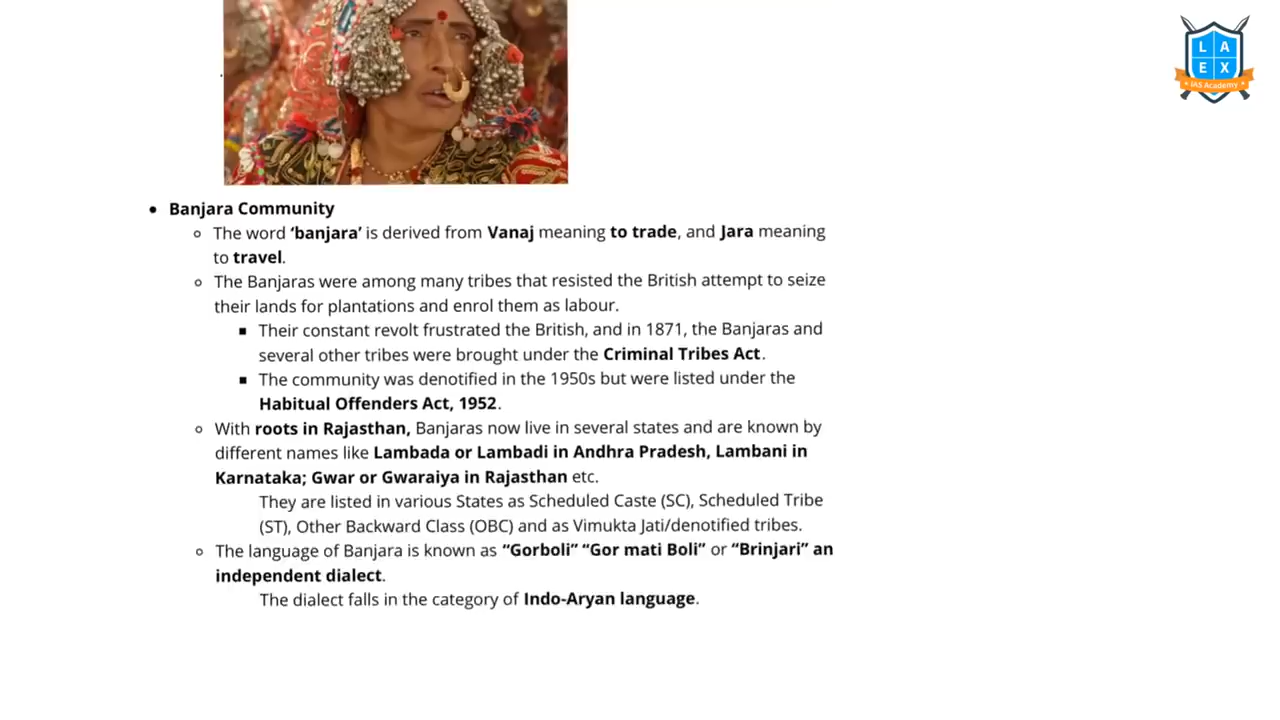 L A
E X
IAS Academy
Banjara Community
The word ‘banjara’ is derived from Vanaj meaning to trade, and Jara meaning
to travel.
The Banjaras were among many tribes that resisted the British attempt to seize
their lands for plantations and enrol them as labour.
Their constant revolt frustrated the British, and in 1871, the Banjaras and
several other tribes were brought under the Criminal Tribes Act.
The community was denotified in the 1950s but were listed under the
Habitual Offenders Act, 1952.
With roots in Rajasthan, Banjaras now live in several states and are known by
different names like Lambada or Lambadi in Andhra Pradesh, Lambani in
Karnataka; Gwar or Gwaraiya in Rajasthan etc.
They are listed in various States as Scheduled Caste (SC), Scheduled Tribe
(ST), Other Backward Class (OBC) and as Vimukta Jati/denotified tribes.
The language of Banjara is known as “Gorboli” “Gor mati Boli” or “Brinjari” an
independent dialect.
The dialect falls in the category of Indo-Aryan language.